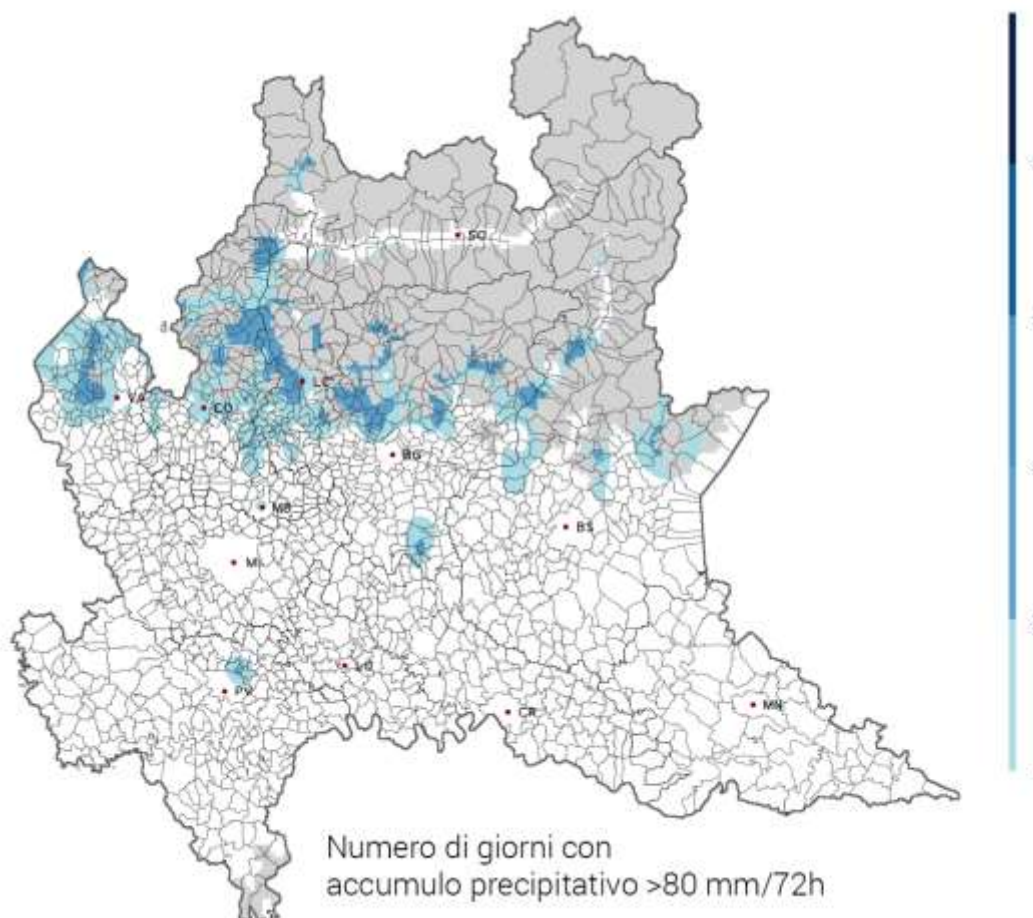 SO
LC
VA
CO
BG
MB
BS
MI
LO
PV
MN
CR
Numero di giorni con
accumulo precipitativo >80 mm/72h